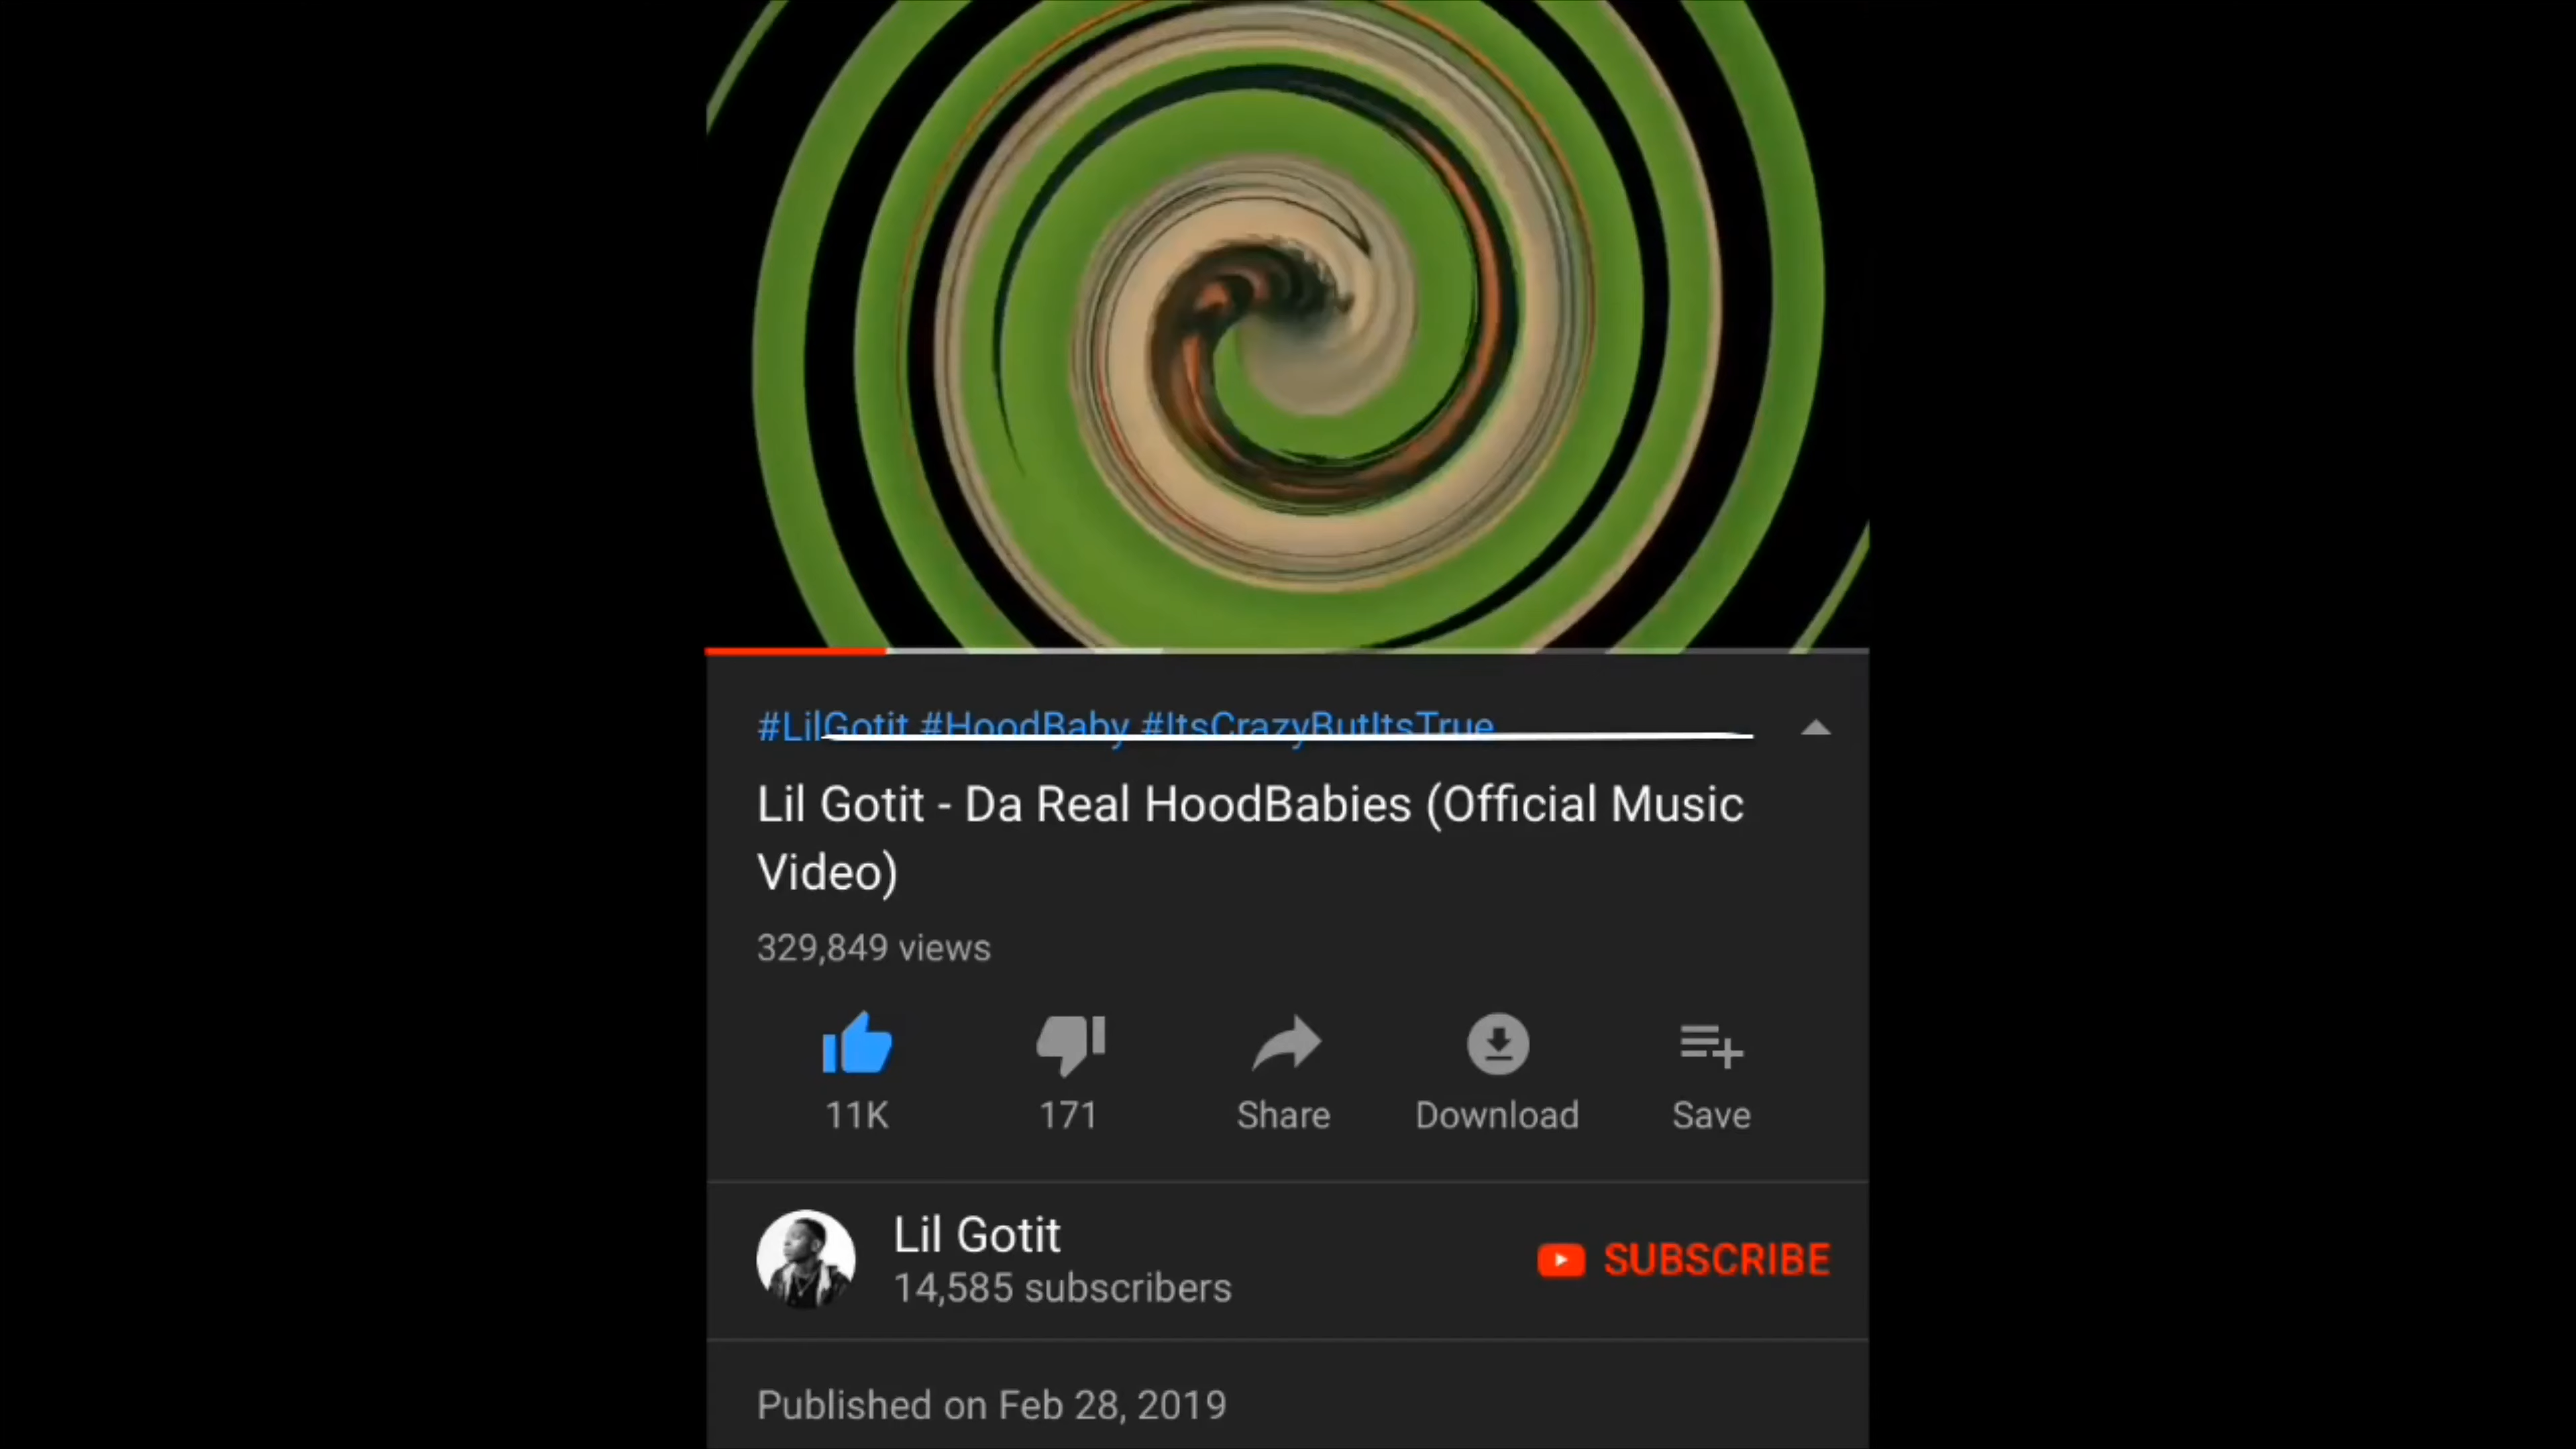 #LilGotit #HoodBaby #ItsCrazyButItsTrue
Lil Gotit - Da Real HoodBabies (Official Music
Video)
329,849 views
11K 171 Share Download Save
Lil Gotit
14,585 subscribers
SUBSCRIBE
Published on Feb 28, 2019